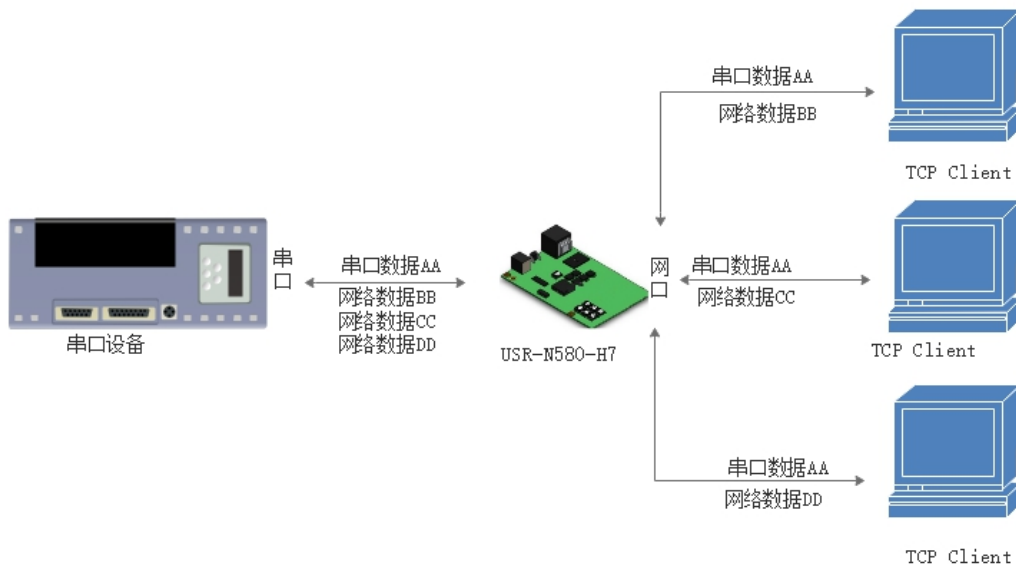 串口数据AA
网络数据BB
TCP Client
串口
串口数据AA
网络数据BB
网络数据CC
网络数据DD
串口设备
USR-N580-H7
网口
串口数据AA
网络数据CC
TCP Client
串口数据AA
网络数据DD
TCP Client